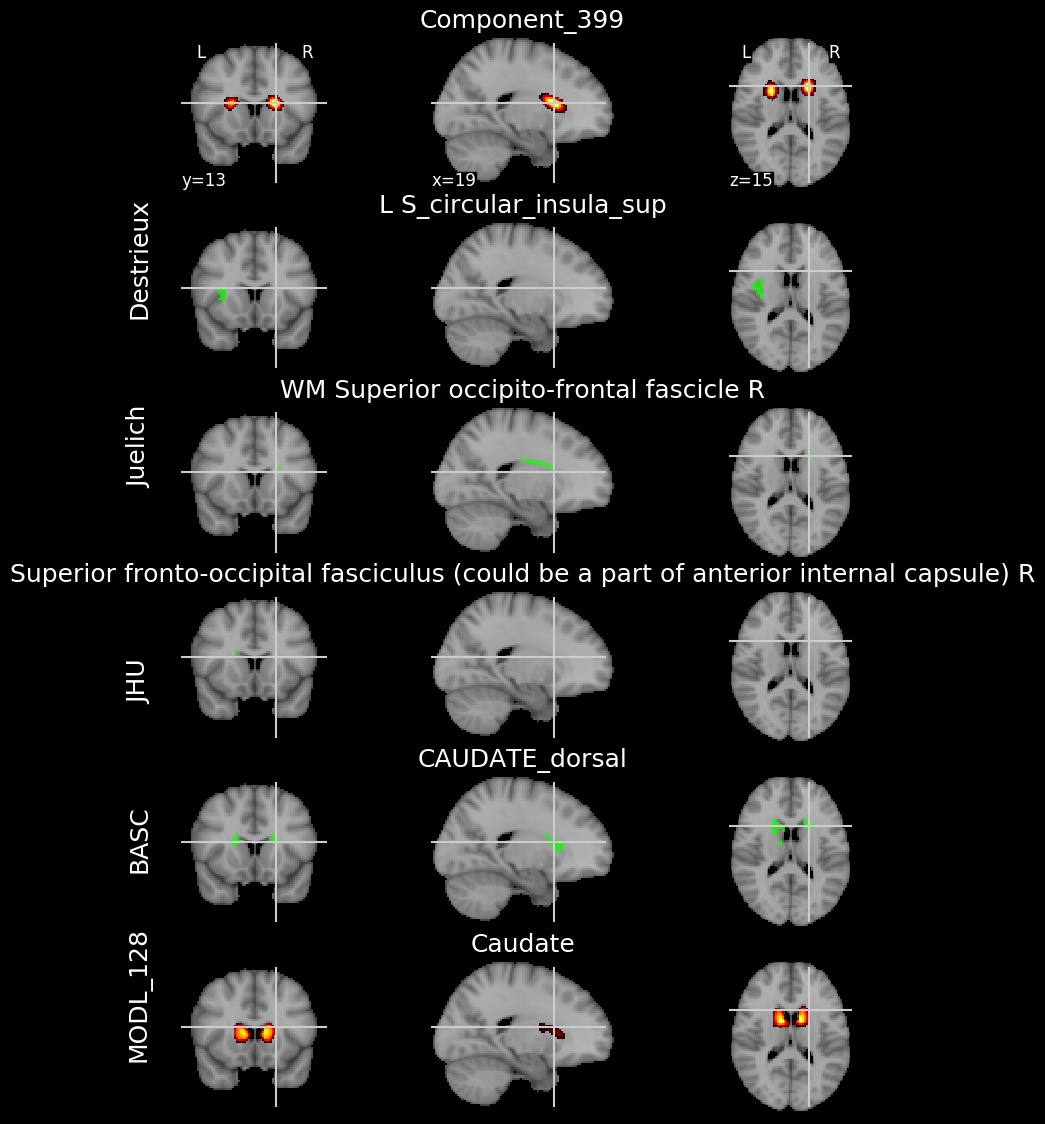 Component_399
L R
L R
y=13
x=19
z=15
L S_circular_insula_sup
Destrieux
WM Superior occipito-frontal fascicle R
Juelich
Superior fronto-occipital fasciculus (could be a part of anterior internal capsule) R
JHU
CAUDATE_dorsal
BASC
Caudate
MODL_128